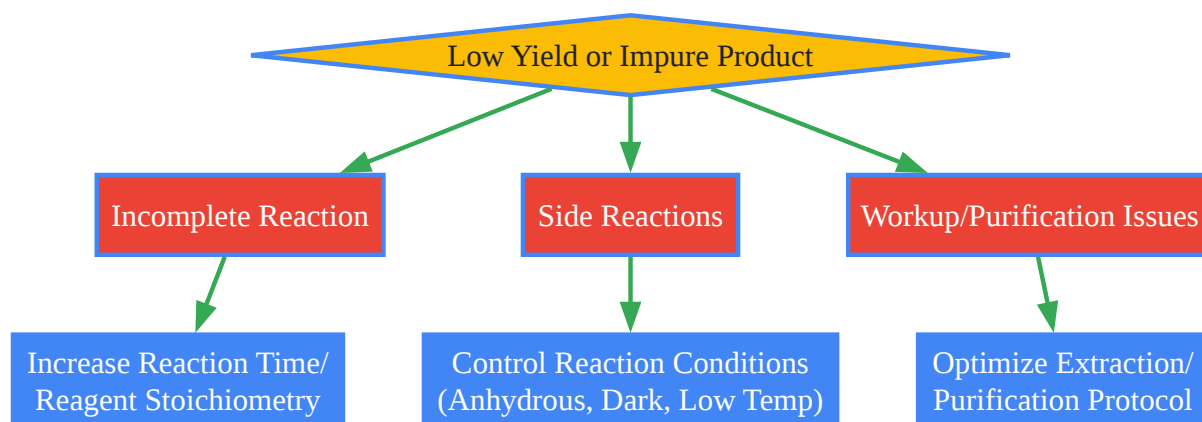 Low Yield or Impure Product
Incomplete Reaction
Side Reactions
Workup/Purification Issues
Increase Reaction Time/
Reagent Stoichiometry
Control Reaction Conditions
(Anhydrous, Dark, Low Temp)
Optimize Extraction/
Purification Protocol